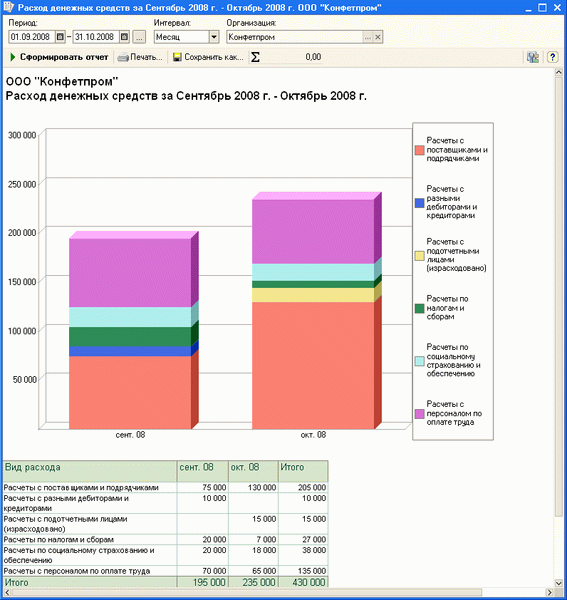 Расход денежных средств за Сентябрь 2008 г. - Октябрь 2008 г. ООО "Конфетпром"
Период: Интервал: Организация:
01.09.2008 – 31.10.2008 ... Месяц Конфетпром ... x
Сформировать отчет Печать... Сохранить как... Σ 0,00 ?
ООО "Конфетпром"
Расход денежных средств за Сентябрь 2008 г. - Октябрь 2008 г.
300 000
250 000
200 000
150 000
100 000
50 000
сент. 08 окт. 08
Расчеты с
поставщиками и
подрядчиками
Расчеты с
разными
дебиторами и
кредиторами
Расчеты с
подотчетными
лицами
(израсходовано)
Расчеты по
налогам и
сборам
Расчеты по
социальному
страхованию и
обеспечению
Расчеты с
персоналом по
оплате труда
Вид расхода сент. 08 окт. 08 Итого
Расчеты с поставщиками и подрядчиками 75 000 130 000 205 000
Расчеты с разными дебиторами и 10 000 10 000
кредиторами
Расчеты с подотчетными лицами 15 000 15 000
(израсходовано)
Расчеты по налогам и сборам 20 000 7 000 27 000
Расчеты по социальному страхованию и 20 000 18 000 38 000
обеспечению
Расчеты с персоналом по оплате труда 70 000 65 000 135 000
Итого 195 000 235 000 430 000